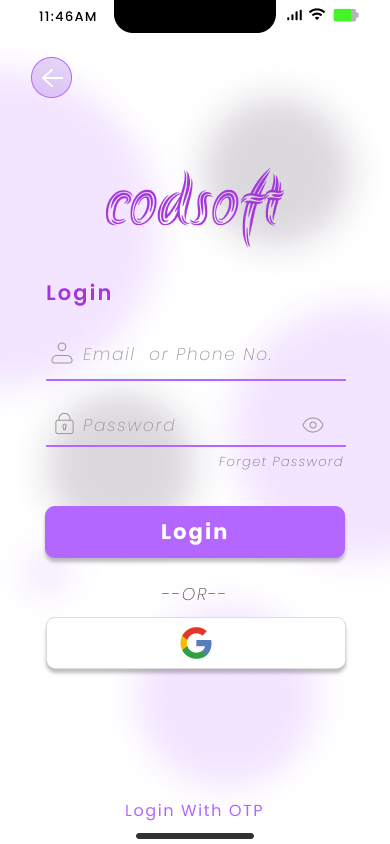 11:46AM
codsoft
Login
Email or Phone No.
Password
Forget Password
Login
--OR--
G
Login With OTP